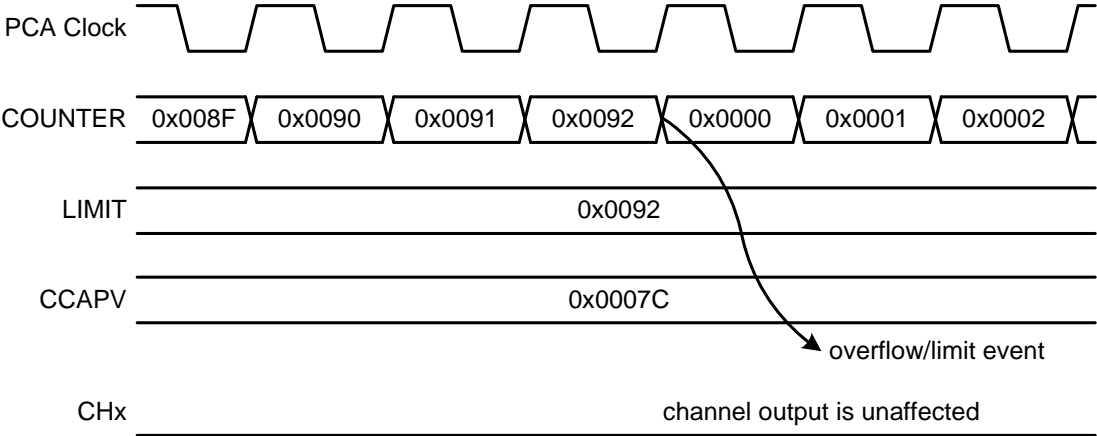 PCA Clock
COUNTER 0x008F 0x0090 0x0091 0x0092 0x0000 0x0001 0x0002
LIMIT 0x0092
CCAPV 0x0007C
overflow/limit event
CHx channel output is unaffected